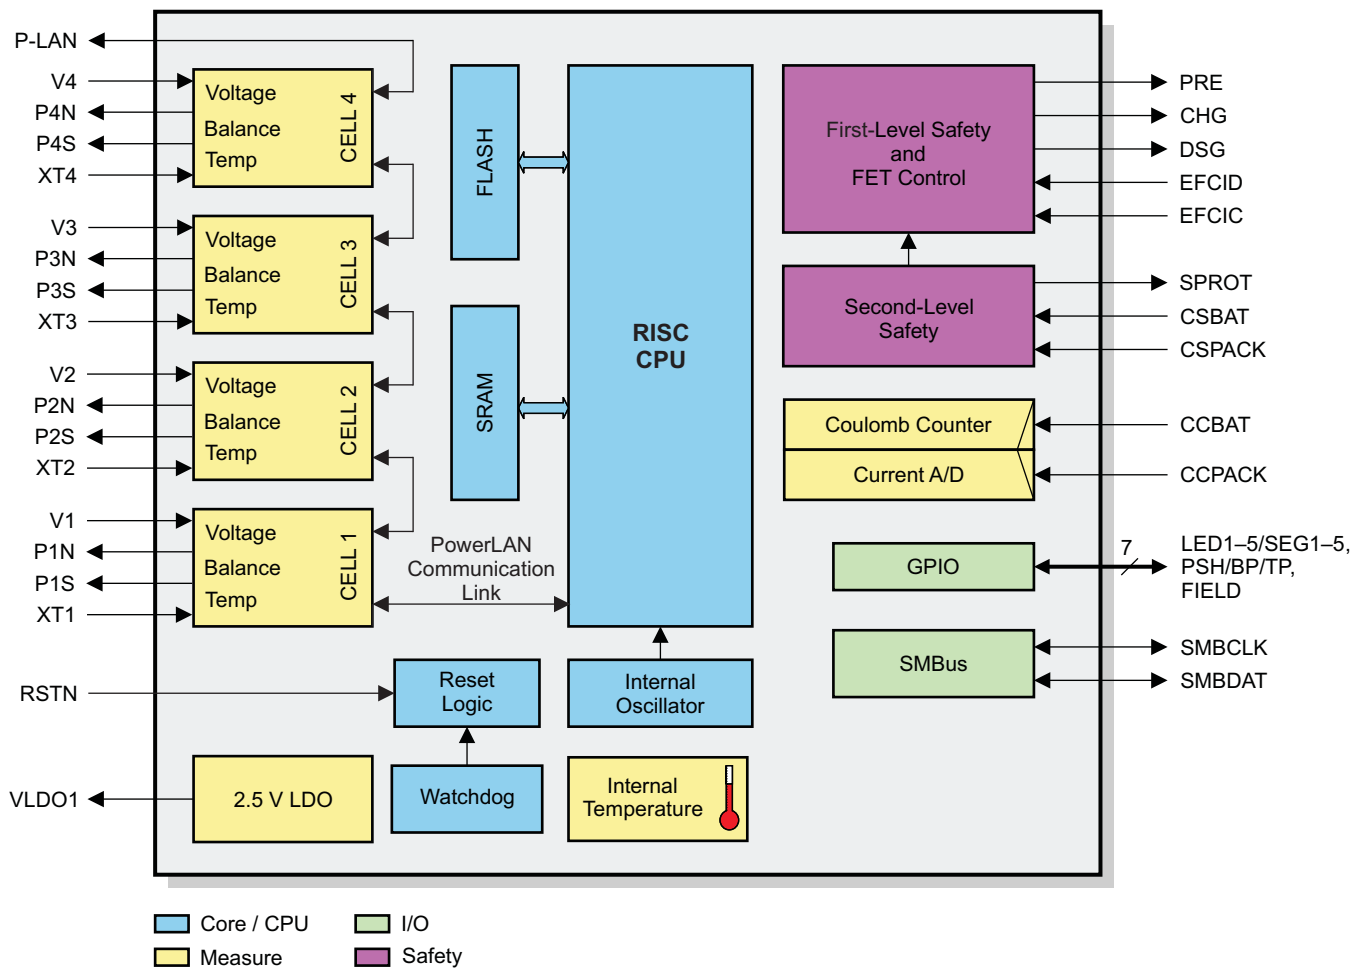 P-LAN
V4
P4N
P4S
XT4
Voltage
Balance
Temp
CELL 4
V3
P3N
P3S
XT3
Voltage
Balance
Temp
CELL 3
V2
P2N
P2S
XT2
Voltage
Balance
Temp
CELL 2
V1
P1N
P1S
XT1
Voltage
Balance
Temp
CELL 1
RSTN
VLDO1
2.5 V LDO
FLASH
SRAM
PowerLAN
Communication
Link
Reset
Logic
Watchdog
RISC
CPU
Internal
Oscillator
Internal
Temperature
First-Level Safety
and
FET Control
Second-Level
Safety
Coulomb Counter
Current A/D
GPIO
SMBus
PRE
CHG
DSG
EFCID
EFCIC
SPROT
CSBAT
CSPACK
CCBAT
CCPACK
7
LED1–5/SEG1–5,
PSH/BP/TP,
FIELD
SMBCLK
SMBDAT
Core / CPU
I/O
Measure
Safety